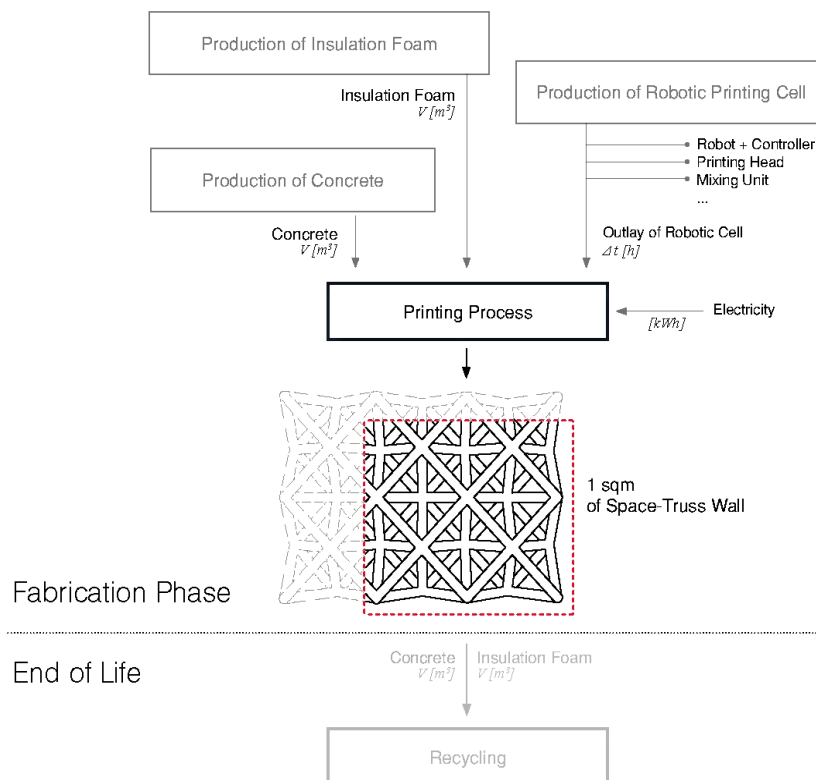 Production of Insulation Foam
Production of Robotic Printing Cell
Insulation Foam
V [m³]
Robot + Controller
Printing Head
Mixing Unit
...
Production of Concrete
Concrete
V [m³]
Outlay of Robotic Cell
Δt [h]
Printing Process
Electricity
[kWh]
1 sqm
of Space-Truss Wall
Fabrication Phase
End of Life
Concrete
V [m³]
Insulation Foam
V [m³]
Recycling